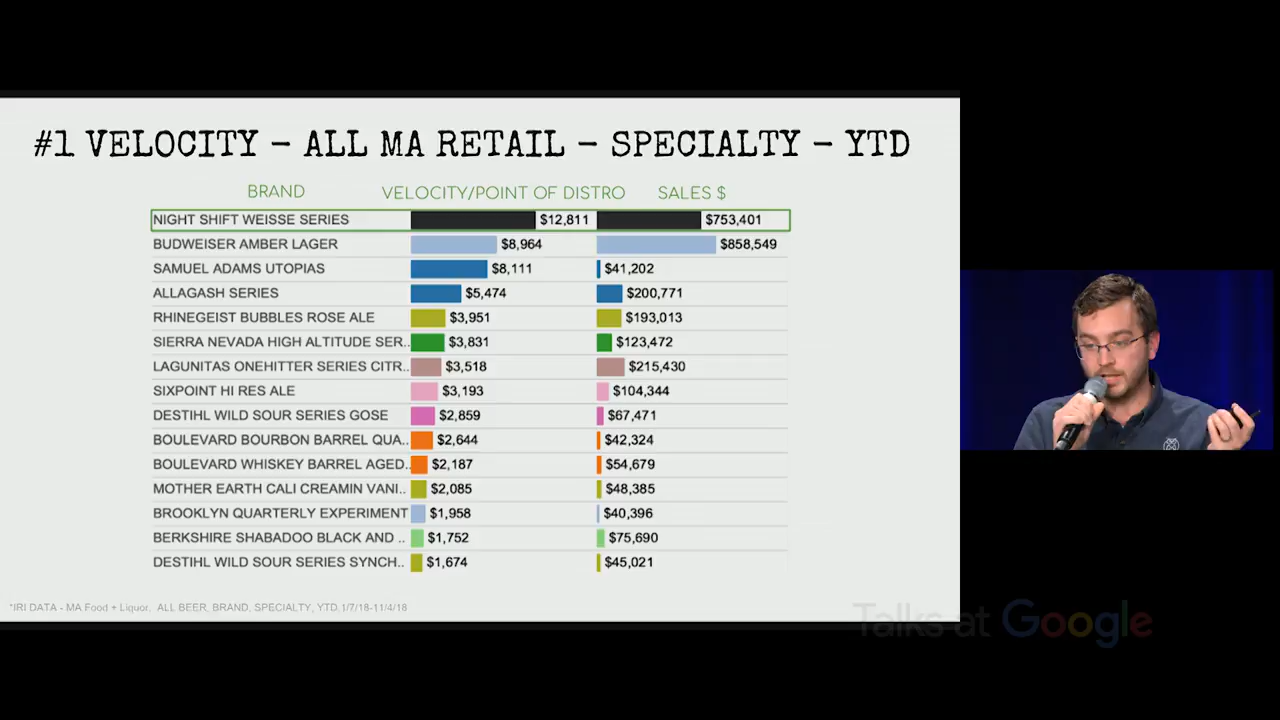 #1 VELOCITY – ALL MA RETAIL – SPECIALTY – YTD
BRAND VELOCITY/POINT OF DISTRO SALES $
NIGHT SHIFT WEISSE SERIES $12,811 $753,401
BUDWEISER AMBER LAGER $8,964 $858,549
SAMUEL ADAMS UTOPIAS $8,111 $41,202
ALLAGASH SERIES $5,474 $200,771
RHINEGEIST BUBBLES ROSE ALE $3,951 $193,013
SIERRA NEVADA HIGH ALTITUDE SER.. $3,831 $123,472
LAGUNITAS ONEHITTER SERIES CITR.. $3,518 $215,430
SIXPOINT HI RES ALE $3,193 $104,344
DESTIHL WILD SOUR SERIES GOSE $2,859 $67,471
BOULEVARD BOURBON BARREL QUA.. $2,644 $42,324
BOULEVARD WHISKEY BARREL AGED.. $2,187 $54,679
MOTHER EARTH CALI CREAMIN VANI.. $2,085 $48,385
BROOKLYN QUARTERLY EXPERIMENT $1,958 $40,396
BERKSHIRE SHABADOO BLACK AND .. $1,752 $75,690
DESTIHL WILD SOUR SERIES SYNCH.. $1,674 $45,021
*IRI DATA - MA Food + Liquor, ALL BEER, BRAND, SPECIALTY, YTD 1/7/18-11/4/18
Talks at Google